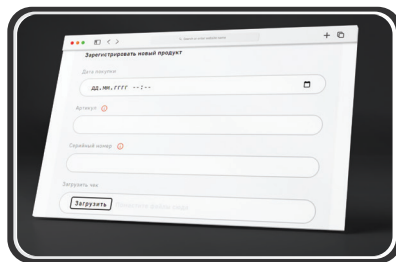 Зарегистрировать новый продукт
Дата покупки
дд.мм.гггг --:--
Артикул
Серийный номер
Загрузить чек
Загрузить